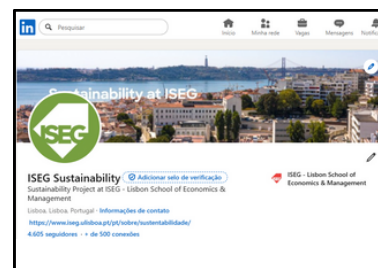 in
Pesquisar
Início
Minha rede
Vagas
Mensagens
Sustainability at ISEG
ISEG
ISEG Sustainability
Adicionar selo de verificação
Sustainability Project at ISEG - Lisbon School of Economics &
Management
Lisboa, Lisboa, Portugal · Informações de contato
https://www.iseg.ulisboa.pt/pt/sobre/sustentabilidade/
4.605 seguidores · + de 500 conexões
ISEG - Lisbon School of
Economics & Management